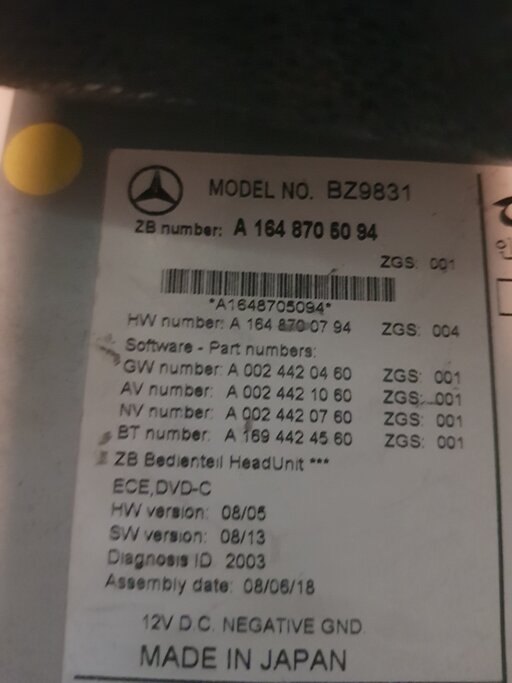 MODEL NO. BZ9831
ZB number: A 164 870 50 94
ZGS: 001
*A1648705094*
HW number: A 164 870 07 94 ZGS: 004
Software - Part numbers:
GW number: A 002 442 04 60 ZGS: 001
AV number: A 002 442 10 60 ZGS: 001
NV number: A 002 442 07 60 ZGS: 001
BT number: A 169 442 45 60 ZGS: 001
ZB Bedienteil HeadUnit ***
ECE,DVD-C
HW version: 08/05
SW version: 08/13
Diagnosis ID 2003
Assembly date: 08/06/18
12V D.C. NEGATIVE GND.
MADE IN JAPAN